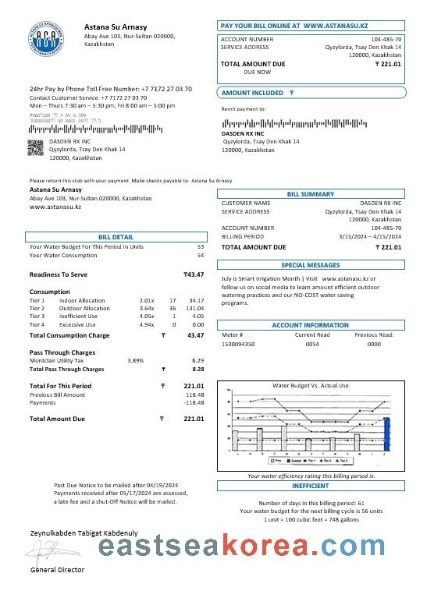 Astana Su Arnasy
Abay Ave 103, Nur-Sultan 020000,
Kazakhstan
PAY YOUR BILL ONLINE AT WWW.ASTANASU.KZ
ACCOUNT NUMBER 104-485-70
SERVICE ADDRESS Qyzylorda, Tsay Den Khak 14
120000, Kazakhstan
TOTAL AMOUNT DUE ₸ 221.01
DUE NOW
AMOUNT INCLUDED ₸
24hr Pay by Phone Toll Free Number: +7 7172 27 03 70
Contact Customer Service: +7 7172 27 03 70
Mon – Thurs 7:30 am – 5:30 pm, Fri 8:00 am – 5:00 pm
Remit payment to:
DASDEN RX INC
Qyzylorda, Tsay Den Khak 14
120000, Kazakhstan
DASDEN RX INC
Qyzylorda, Tsay Den Khak 14
120000, Kazakhstan
Please return this stub with your payment. Make checks payable to Astana Su Arnasy
Astana Su Arnasy
Abay Ave 103, Nur-Sultan 020000, Kazakhstan
www.astanasu.kz
BILL SUMMARY
CUSTOMER NAME DASDEN RX INC
SERVICE ADDRESS Qyzylorda, Tsay Den Khak 14
120000, Kazakhstan
ACCOUNT NUMBER 104-485-70
BILLING PERIOD 3/15/2024 – 4/15/2024
TOTAL AMOUNT DUE ₸ 221.01
BILL DETAIL
Your Water Budget For This Period In Units 53
Your Water Consumption 54
Readiness To Serve ₸43.47
Consumption
Tier 1 Indoor Allocation 2.01x 17 34.17
Tier 2 Outdoor Allocation 3.64x 36 131.04
Tier 3 Inefficient Use 4.05x 1 4.05
Tier 4 Excessive Use 4.94x 0 0.00
Total Consumption Charge ₸ 43.47
Pass Through Charges
Montclair Utility Tax 3.89% 8.29
Total Pass Through Charges ₸ 8.28
Total For This Period ₸ 221.01
Previous Bill Amount 118.48
Payments -118.48
Total Amount Due ₸ 221.01
SPECIAL MESSAGES
July is Smart Irrigation Month | Visit www.astanasu.kz or
follow us on social media to learn amount efficient outdoor
watering practices and our NO-COST water saving
programs.
ACCOUNT INFORMATION
Meter # Current Read Previous Read:
1530094350 0054 0000
Water Budget Vs. Actual Use
Your water efficiency rating this billing period is:
INEFFICIENT
Number of days in this billing period: 61
Your water budget for the next billing cycle is 56 units
1 unit = 100 cubic feet = 748 gallons
Past Due Notice to be mailed after 04/19/2024
Payments received after 05/17/2024 are assessed,
a late fee and a shut-Off Notice will be mailed.
Zeynulkabden Tabigat Kabdenuly
General Director
eastseakorea.com